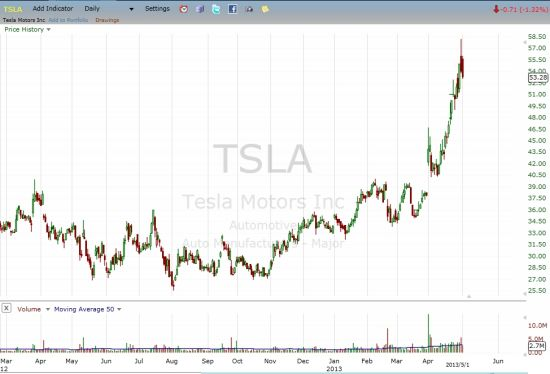 TSLA Add Indicator Daily Settings -0.71 (-1.32%)
Tesla Motors Inc Add to Portfolio Drawings
Price History
58.50
57.00
55.50
53.28
52.50
51.00
49.50
48.00
46.50
45.00
43.50
42.00
40.50
39.00
37.50
36.00
34.50
33.00
31.50
30.00
28.50
27.00
25.50
TSLA
Tesla Motors Inc
Automotive
Auto Manufacturers - Major
X Volume Moving Average 50
10.0M
5.0M
2.7M
Mar Apr May Jun Jul Aug Sep Oct Nov Dec 2013 Feb Mar Apr 2013/5/1 Jun
12